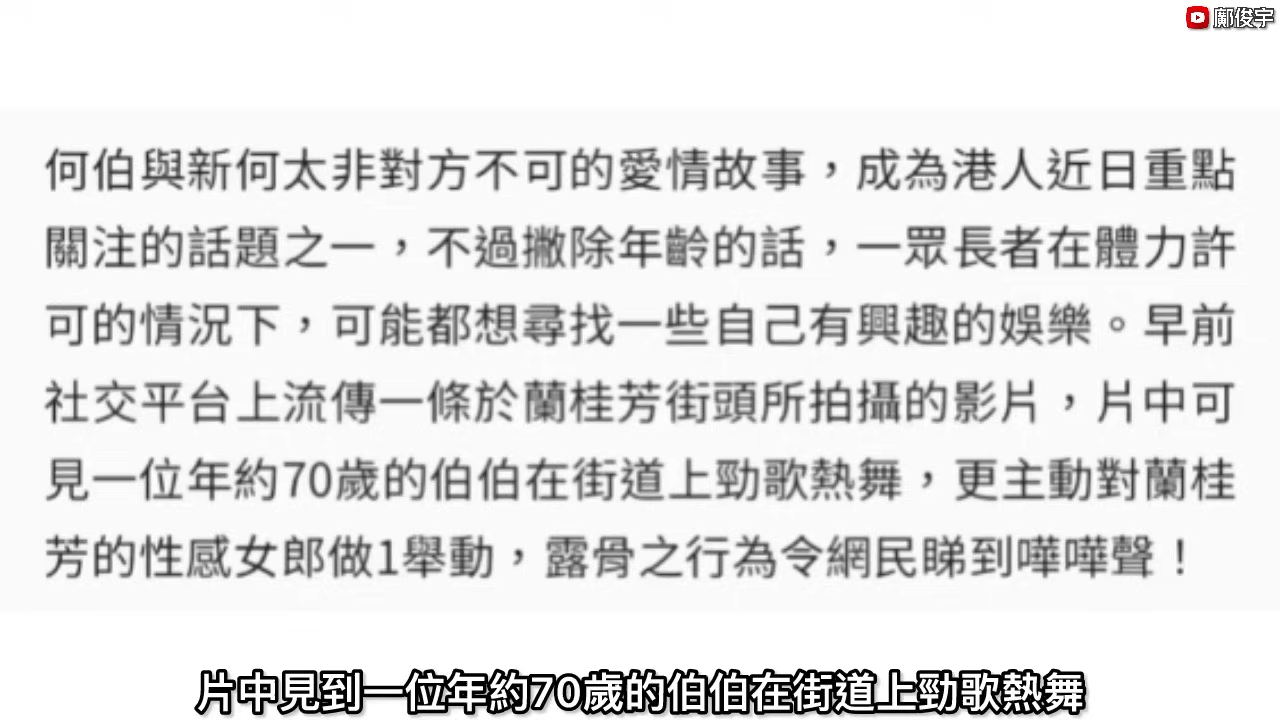 鄺俊宇
何伯與新何太非對方不可的愛情故事，成為港人近日重點
關注的話題之一，不過撇除年齡的話，一眾長者在體力許
可的情況下，可能都想尋找一些自己有興趣的娛樂。早前
社交平台上流傳一條於蘭桂芳街頭所拍攝的影片，片中可
見一位年約70歲的伯伯在街道上勁歌熱舞，更主動對蘭桂
芳的性感女郎做1舉動，露骨之行為令網民睇到嘩嘩聲！
片中見到一位年約70歲的伯伯在街道上勁歌熱舞